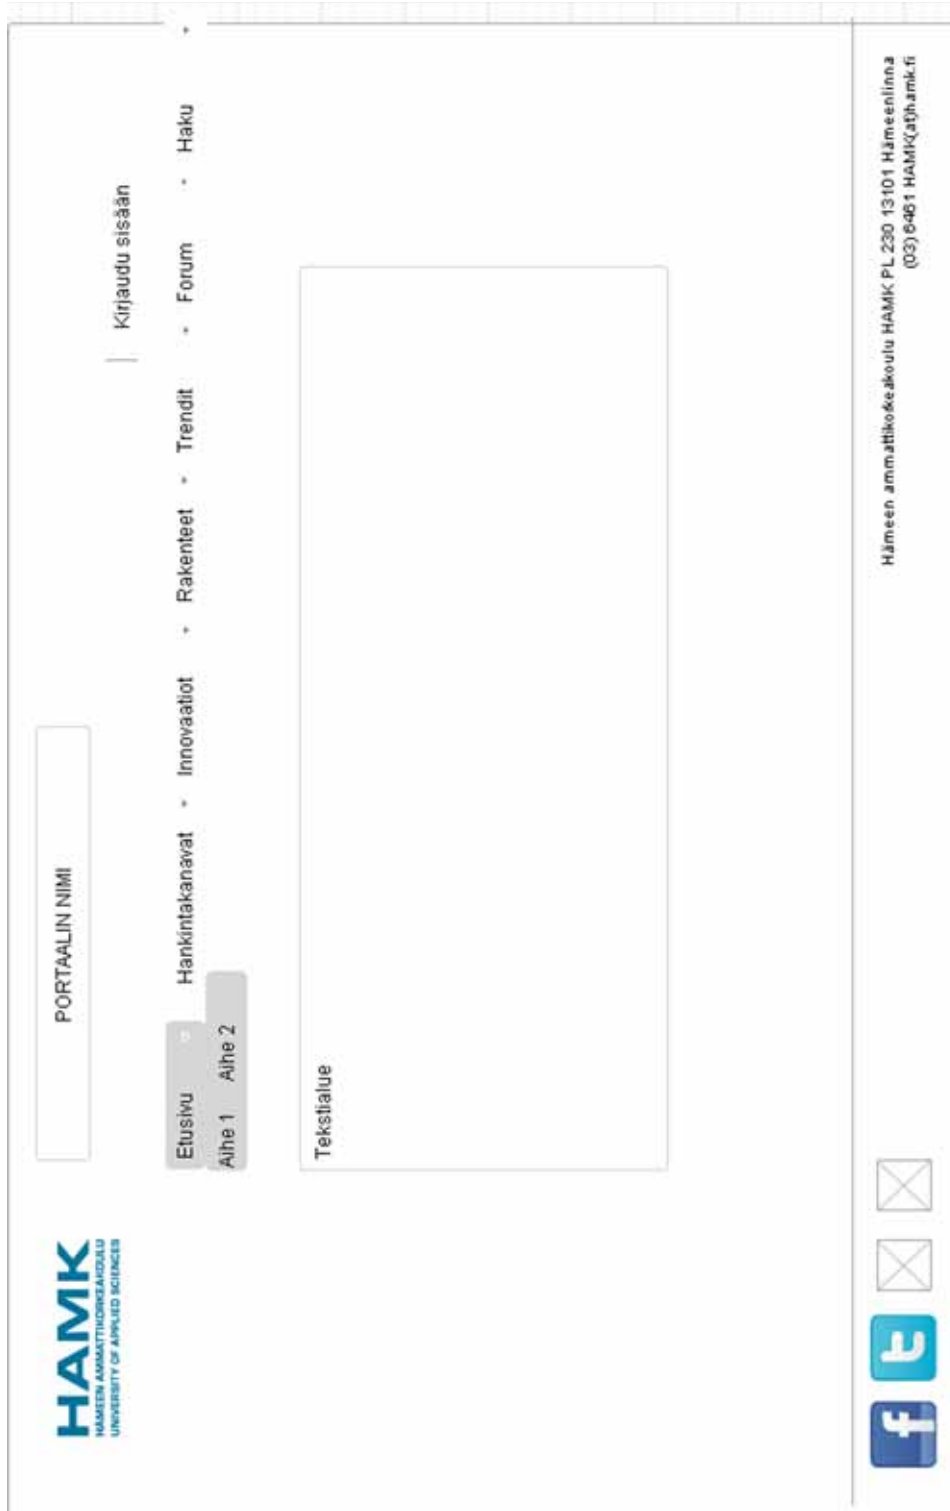 HAMK
HÄMEEN AMMATTIKORKEAKOULU
UNIVERSITY OF APPLIED SCIENCES
PORTAALIN NIMI
Kirjaudu sisään
Etusivu Hankintakanavat Innovaatiot Rakenteet Trendit Forum Haku
Aihe 1 Aihe 2
Tekstialue
Hämeen ammattikorkeakoulu HAMK PL 230 13101 Hämeenlinna
(03) 6461 HAMK(at)hamk.fi